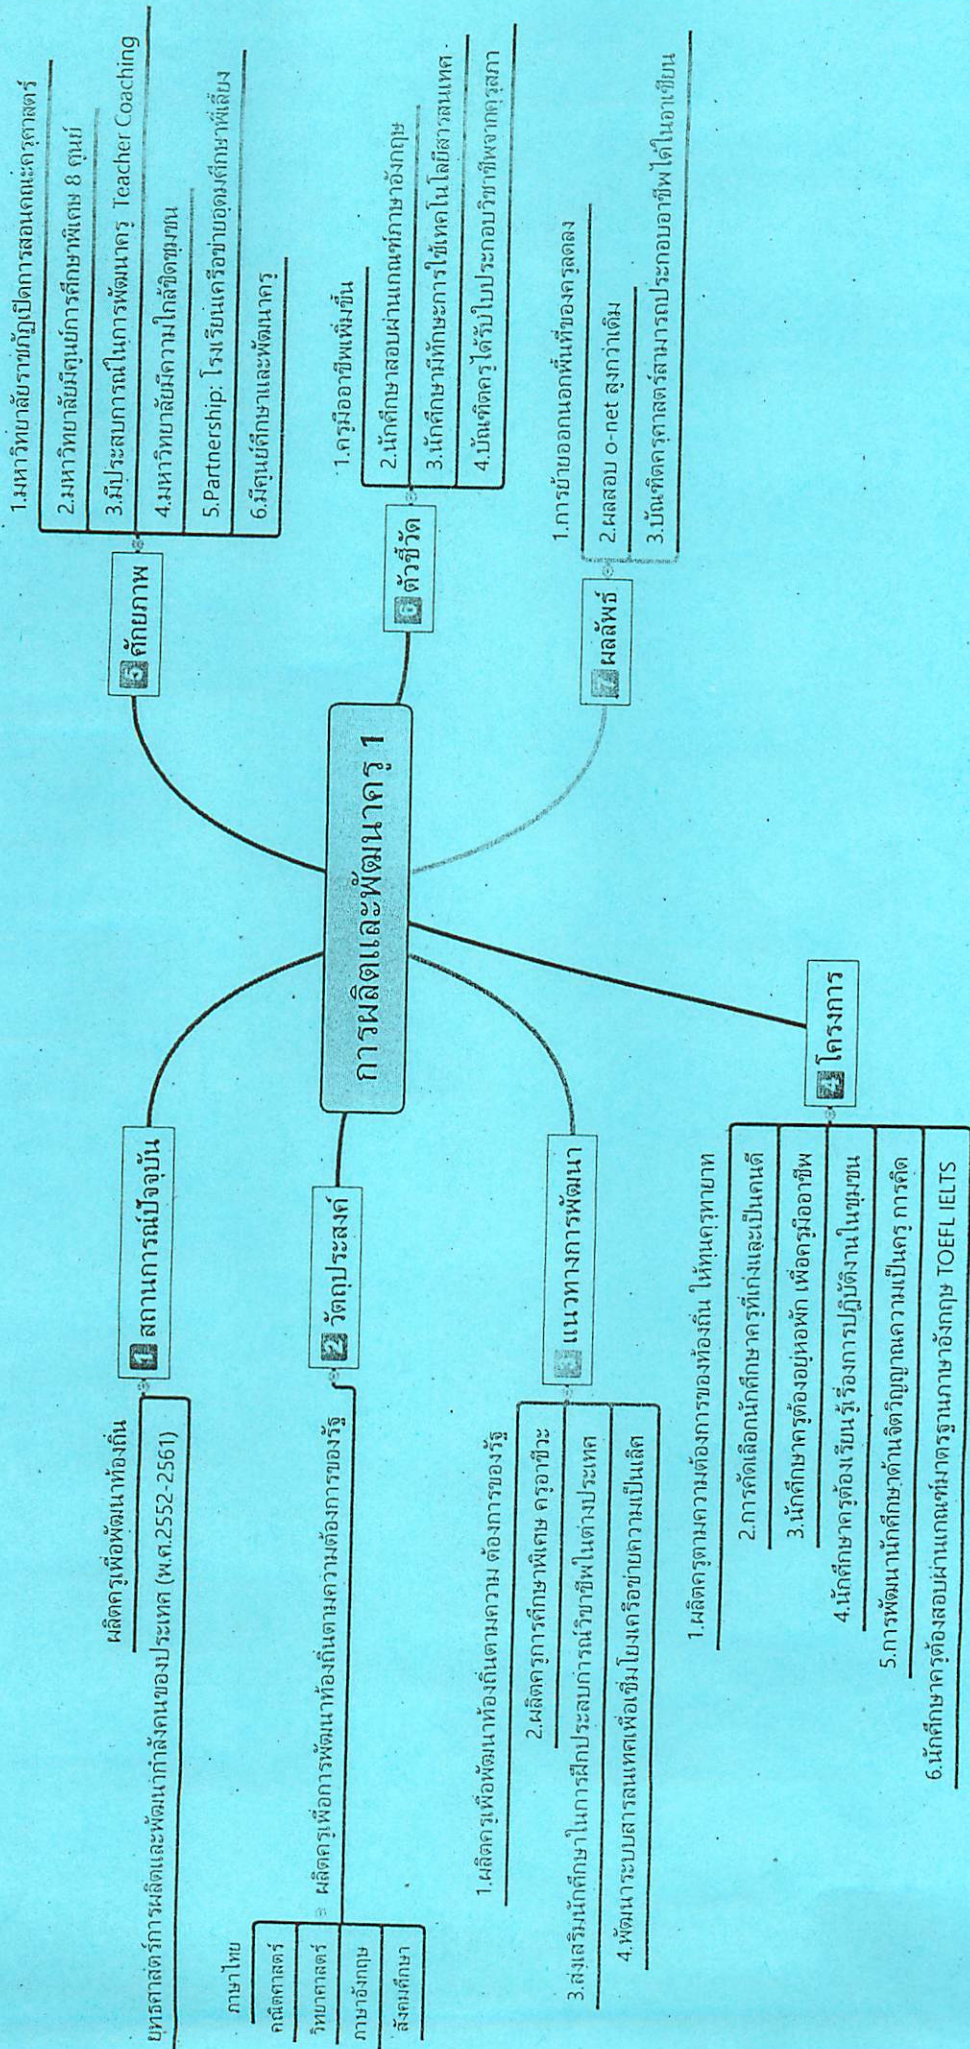 การผลิตและพัฒนาครู 1
1 สถานการณ์ปัจจุบัน
ผลิตครูเพื่อพัฒนาท้องถิ่น
ยุทธศาสตร์การผลิตและพัฒนากำลังคนของประเทศ (พ.ศ.2552-2561)
2 วัตถุประสงค์
ผลิตครูเพื่อการพัฒนาท้องถิ่นตามความต้องการของรัฐ
ภาษาไทย
คณิตศาสตร์
วิทยาศาสตร์
ภาษาอังกฤษ
สังคมศึกษา
3 แนวทางการพัฒนา
1.ผลิตครูเพื่อพัฒนาท้องถิ่นตามความ ต้องการของรัฐ
2.ผลิตครูการศึกษาพิเศษ ครูอาชีวะ
3.ส่งเสริมนักศึกษาในการฝึกประสบการณ์วิชาชีพในต่างประเทศ
4.พัฒนาระบบสารสนเทศเพื่อเชื่อมโยงเครือข่ายความเป็นเลิศ
4 โครงการ
1.ผลิตครูตามความต้องการของท้องถิ่น ให้ทุนครูทายาท
2.การคัดเลือกนักศึกษาครูที่เก่งและเป็นคนดี
3.นักศึกษาครูต้องอยู่หอพัก เพื่อครูมืออาชีพ
4.นักศึกษาครูต้องเรียนรู้เรื่องการปฏิบัติงานในชุมชน
5.การพัฒนานักศึกษาด้านจิตวิญญาณความเป็นครู การคิด
6.นักศึกษาครูต้องสอบผ่านเกณฑ์มาตรฐานภาษาอังกฤษ TOEFL IELTS
5 ศักยภาพ
1.มหาวิทยาลัยราชภัฏเปิดการสอนคณะครุศาสตร์
2.มหาวิทยาลัยมีศูนย์การศึกษาพิเศษ 8 ศูนย์
3.มีประสบการณ์ในการพัฒนาครู Teacher Coaching
4.มหาวิทยาลัยมีความใกล้ชิดชุมชน
5.Partnership: โรงเรียนเครือข่ายอุดมศึกษาพี่เลี้ยง
6.มีศูนย์ศึกษาและพัฒนาครู
6 ตัวชี้วัด
1.ครูมืออาชีพเพิ่มขึ้น
2.นักศึกษาสอบผ่านเกณฑ์ภาษาอังกฤษ
3.นักศึกษามีทักษะการใช้เทคโนโลยีสารสนเทศ
4.บัณฑิตครูได้รับใบประกอบวิชาชีพจากคุรุสภา
7 ผลลัพธ์
1.การย้ายออกนอกพื้นที่ของครูลดลง
2.ผลสอบ o-net สูงกว่าเดิม
3.บัณฑิตครุศาสตร์สามารถประกอบอาชีพได้ในอาเซียน